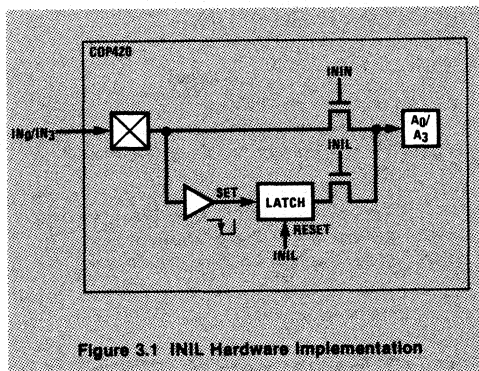 COP420
ININ
IN0/IN3
A0/
A3
INIL
SET
LATCH
RESET
INIL
Figure 3.1 INIL Hardware Implementation